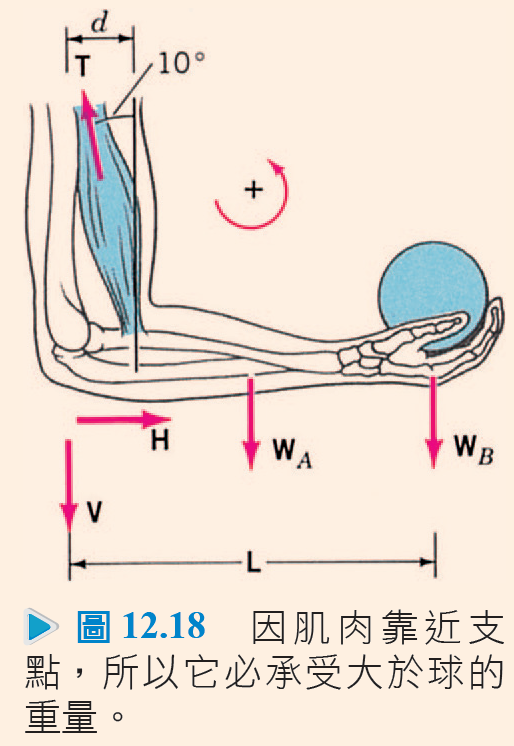 d
T
10°
+
H
W_A
W_B
V
L
圖 12.18 因肌肉靠近支
點，所以它必承受大於球的
重量。